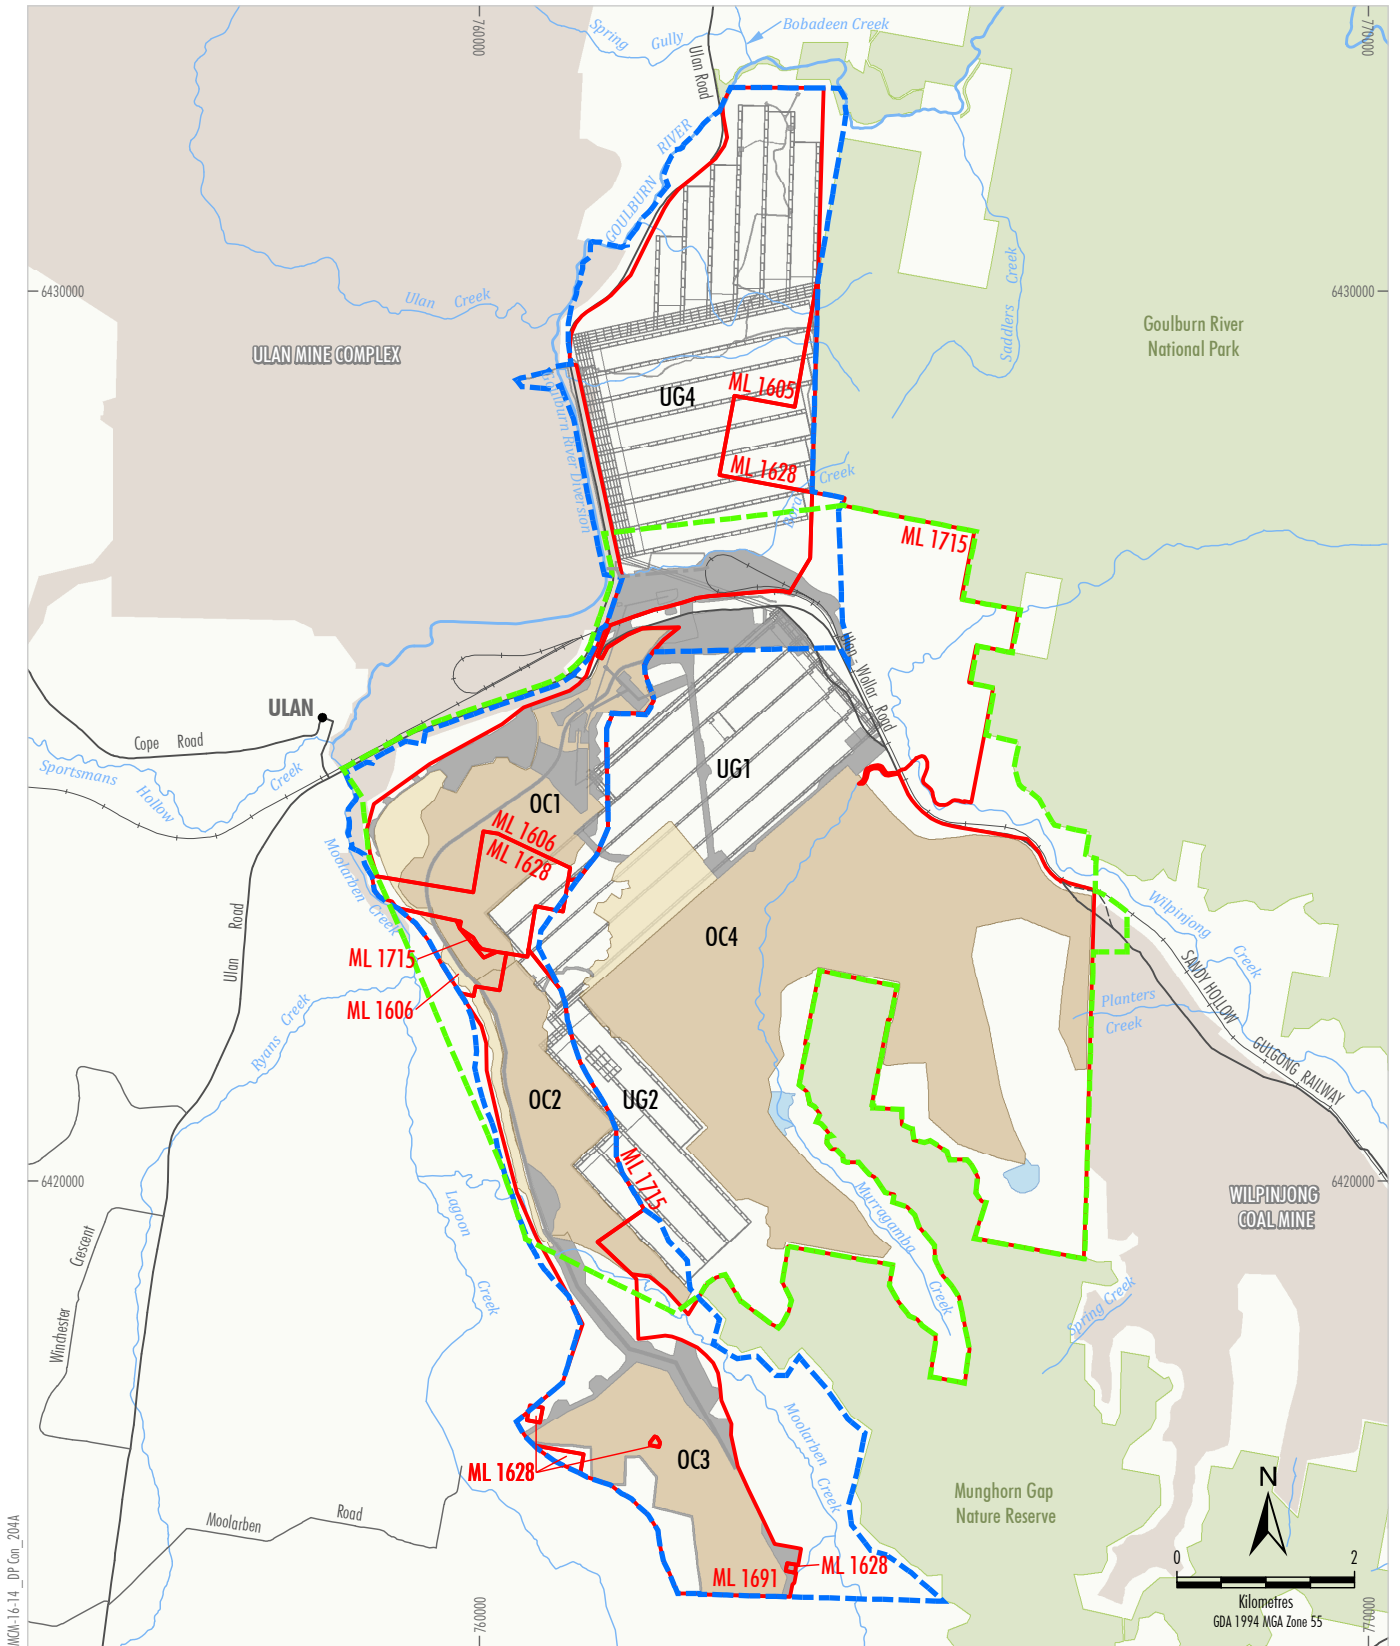 760000
770000
Spring
Gully
Bobadeen Creek
Ulan Road
GOULBURN RIVER
Saddlers Creek
6430000
6430000
Ulan Creek
ULAN MINE COMPLEX
Goulburn River
National Park
UG4
ML 1605
ML 1628
Goulburn River Diversion
Bora Creek
ML 1715
Ulan - Wollar Road
ULAN
Cope Road
Sportsmans
Hollow
Creek
UG1
OC1
ML 1606
ML 1628
Moolarben Creek
Ulan Road
OC4
Wilpinjong
Creek
ML 1715
ML 1606
SANDY HOLLOW
GULGONG RAILWAY
Planters
Creek
Ryans Creek
OC2
UG2
ML 1715
6420000
6420000
WILPINJONG
COAL MINE
Murragamba
Creek
Lagoon
Creek
Winchester
Crescent
Spring Creek
Moolarben
Creek
OC3
ML 1628
Munghorn Gap
Nature Reserve
Moolarben
Road
ML 1628
ML 1691
N
0
2
Kilometres
GDA 1994 MGA Zone 55
760000
770000
MCM-16-14 _DP Con_204A